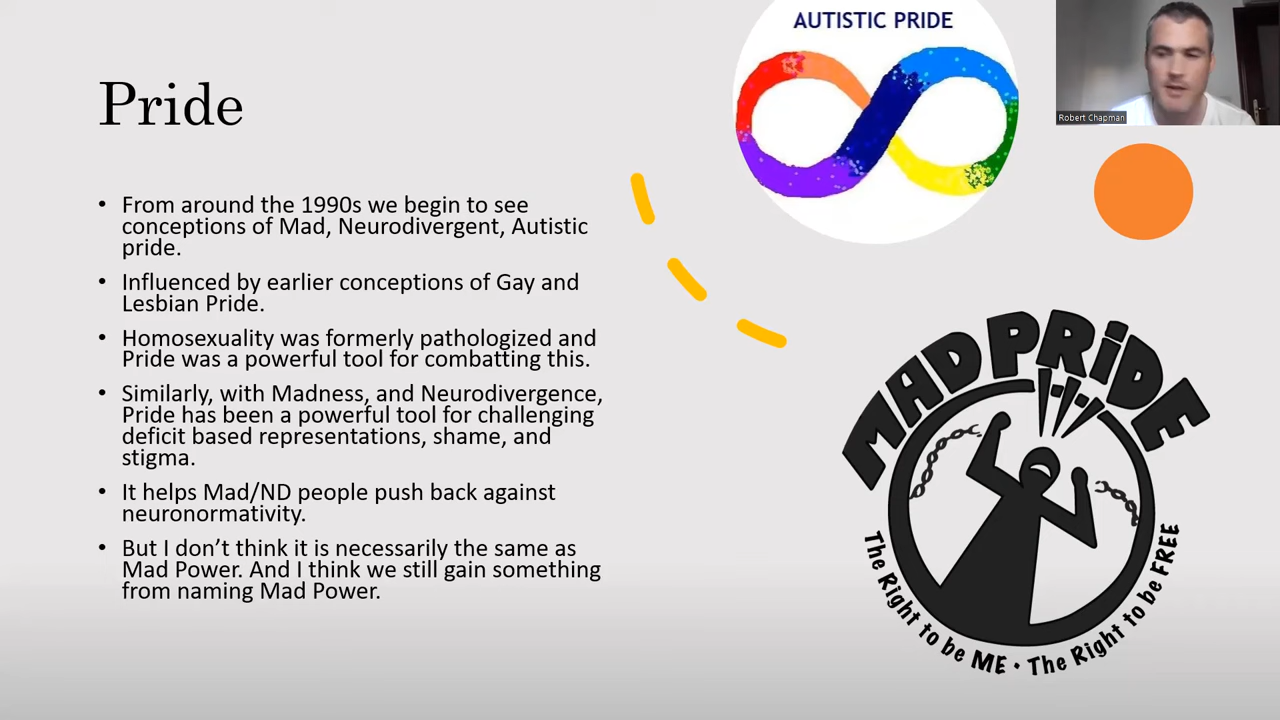 Pride
• From around the 1990s we begin to see
conceptions of Mad, Neurodivergent, Autistic
pride.
• Influenced by earlier conceptions of Gay and
Lesbian Pride.
• Homosexuality was formerly pathologized and
Pride was a powerful tool for combatting this.
• Similarly, with Madness, and Neurodivergence,
Pride has been a powerful tool for challenging
deficit based representations, shame, and
stigma.
• It helps Mad/ND people push back against
neuronormativity.
• But I don’t think it is necessarily the same as
Mad Power. And I think we still gain something
from naming Mad Power.
AUTISTIC PRIDE
Robert Chapman
MAD PRiDE
The Right to be ME • The Right to be FREE